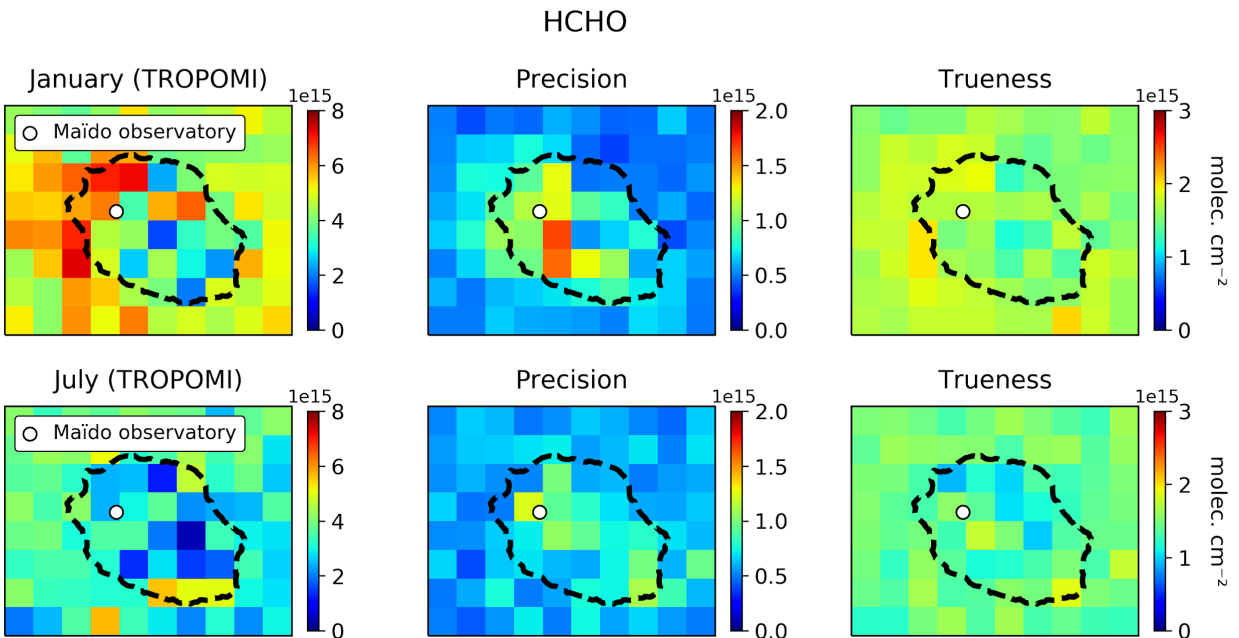 HCHO
January (TROPOMI)
Precision
Trueness
1e15
1e15
1e15
Maïdo observatory
8
6
4
2
0
2.0
1.5
1.0
0.5
0.0
3
2
1
0
molec. cm⁻²
July (TROPOMI)
Precision
Trueness
1e15
1e15
1e15
Maïdo observatory
8
6
4
2
0
2.0
1.5
1.0
0.5
0.0
3
2
1
0
molec. cm⁻²